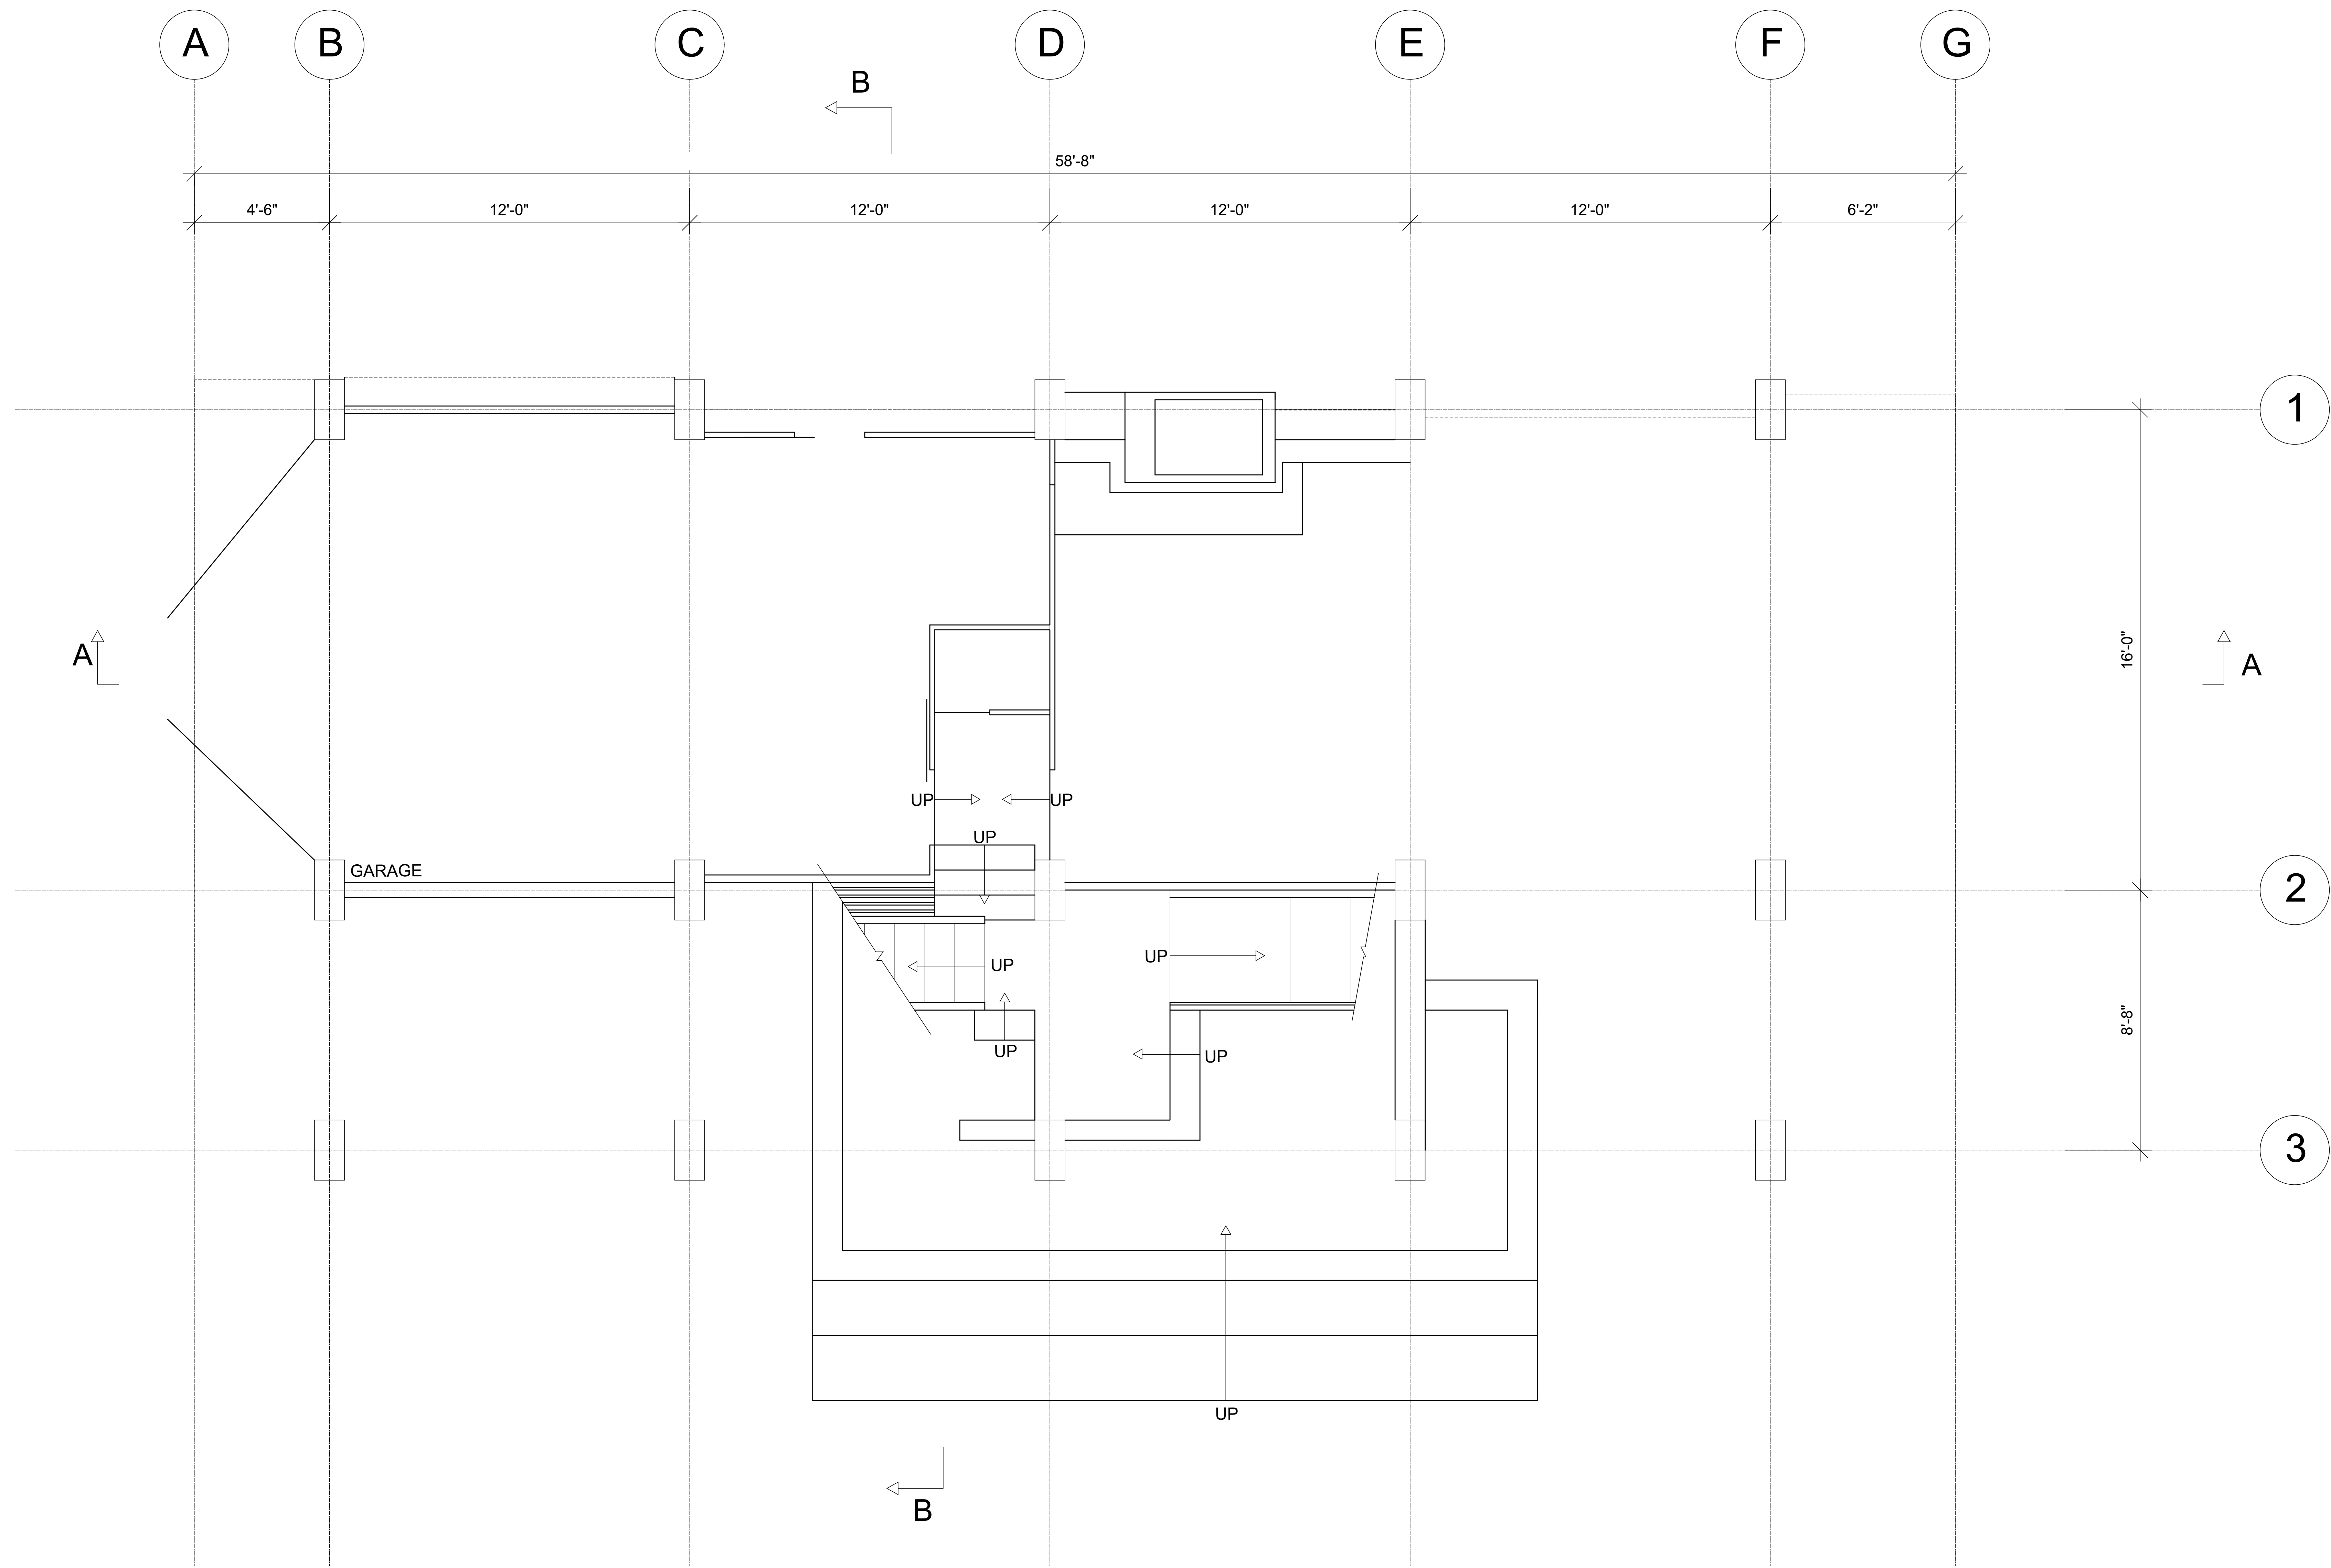 A B C D E F G
B
58'-8"
4'-6" 12'-0" 12'-0" 12'-0" 12'-0" 6'-2"
1
A 16'-0" A
UP UP
UP
GARAGE
2
UP UP
8'-8"
UP UP
3
UP
B